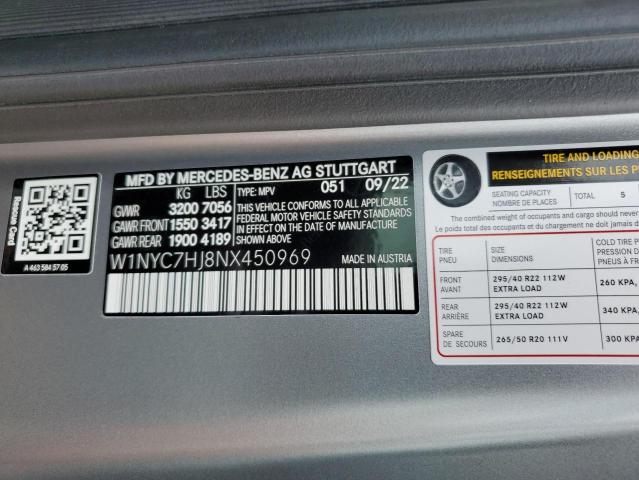 Rescue Card
A 463 584 57 05
MFD BY MERCEDES-BENZ AG STUTTGART
KG LBS TYPE: MPV 051 09/22
GVWR 3200 7056
GAWR FRONT 1550 3417
GAWR REAR 1900 4189
THIS VEHICLE CONFORMS TO ALL APPLICABLE
FEDERAL MOTOR VEHICLE SAFETY STANDARDS
IN EFFECT ON THE DATE OF MANUFACTURE
SHOWN ABOVE.
W1NYC7HJ8NX450969 MADE IN AUSTRIA
TIRE AND LOADING
RENSEIGNEMENTS SUR LES P
SEATING CAPACITY
NOMBRE DE PLACES
TOTAL 5
The combined weight of occupants and cargo should never
Le poids total des occupants et du chargement ne doit jamais
TIRE
PNEU
SIZE
DIMENSIONS
COLD TIRE
PRESSION D
PNEUS À FR
FRONT
AVANT
295/40 R22 112W
EXTRA LOAD
260 KPA,
REAR
ARRIÈRE
295/40 R22 112W
EXTRA LOAD
340 KPA,
SPARE
DE SECOURS
265/50 R20 111V
300 KPA